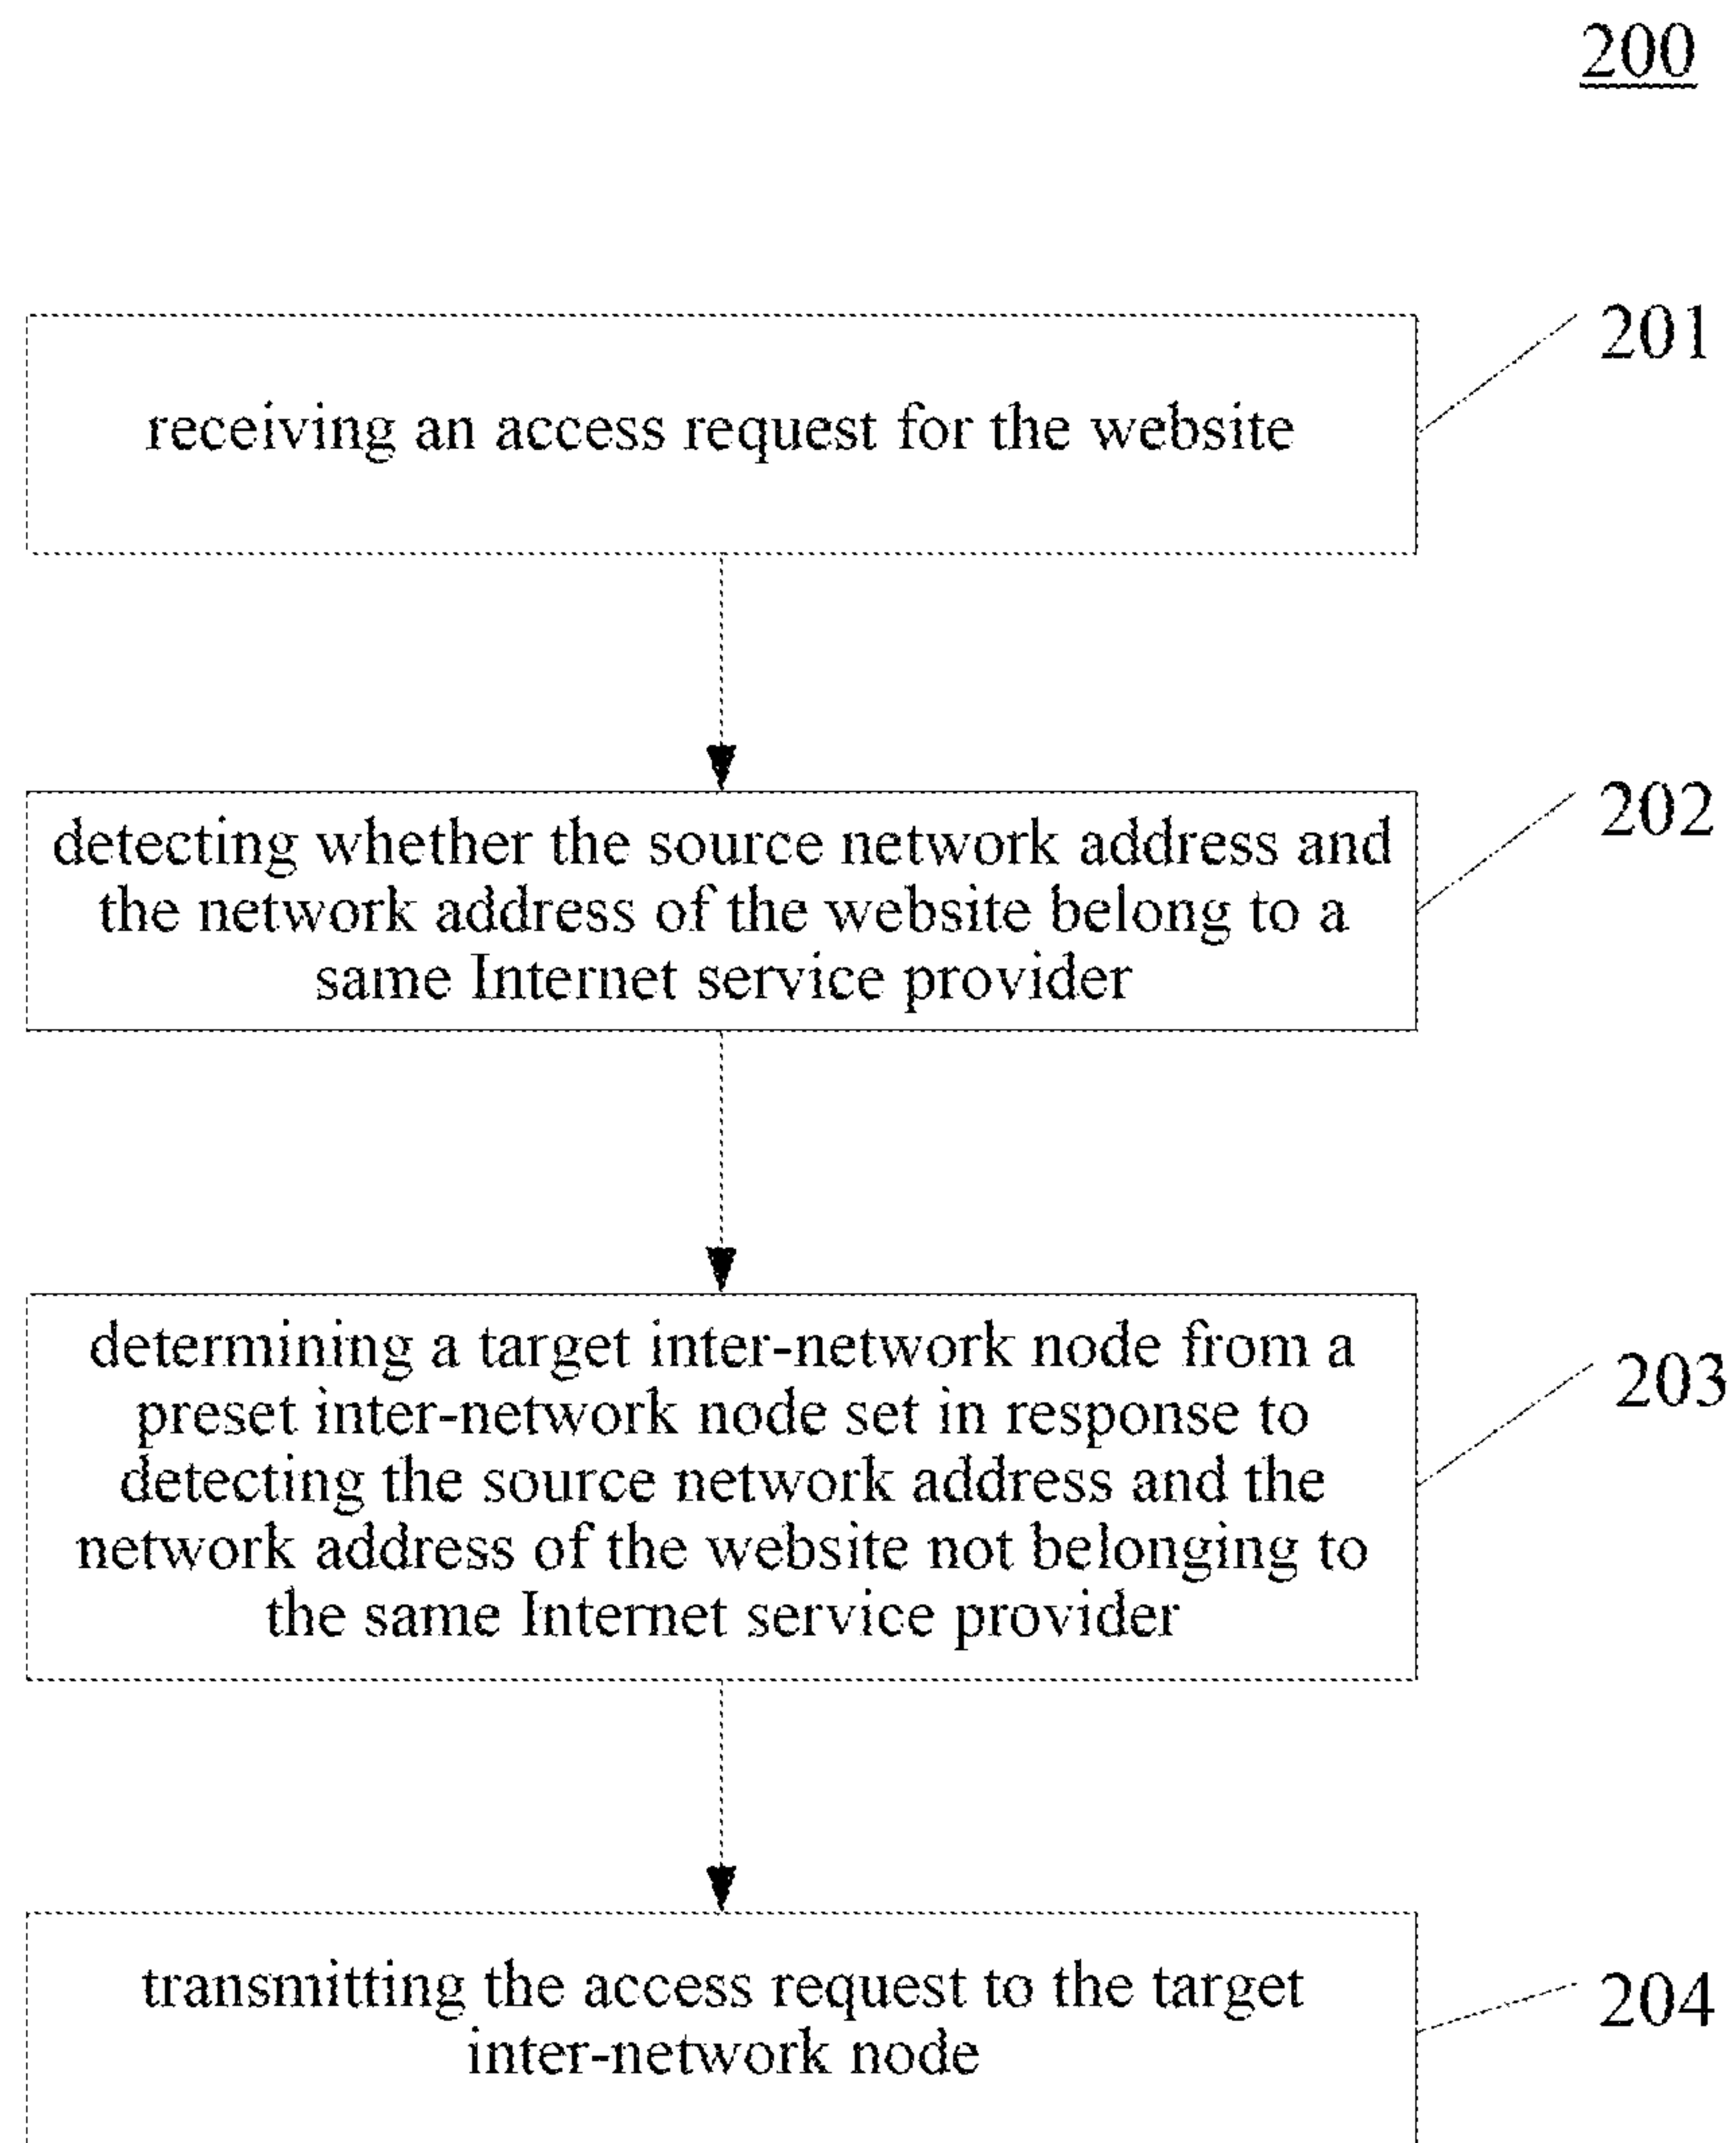 200
201
receiving an access request for the website
202
detecting whether the source network address and
the network address of the website belong to a
same Internet service provider
203
determining a target inter-network node from a
preset inter-network node set in response to
detecting the source network address and the
network address of the website not belonging to
the same Internet service provider
204
transmitting the access request to the target
inter-network node